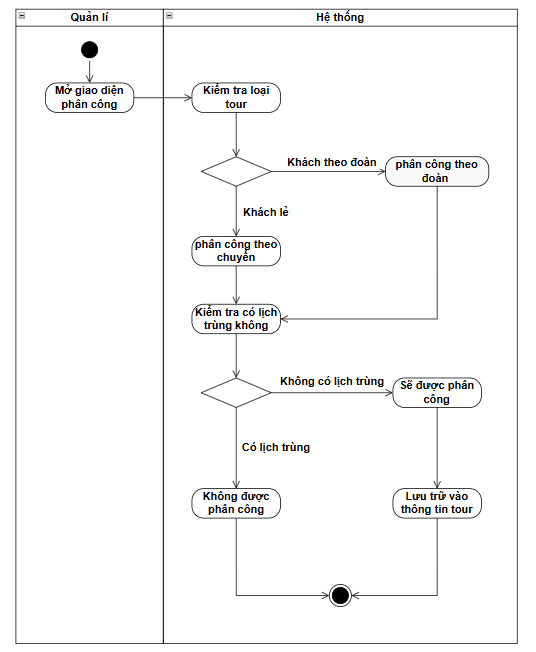 Quản lí
Hệ thống
Mở giao diện
phân công
Kiểm tra loại
tour
Khách theo đoàn
phân công theo
đoàn
Khách lẻ
phân công theo
chuyến
Kiểm tra có lịch
trùng không
Không có lịch trùng
Sẽ được phân
công
Có lịch trùng
Không được
phân công
Lưu trữ vào
thông tin tour